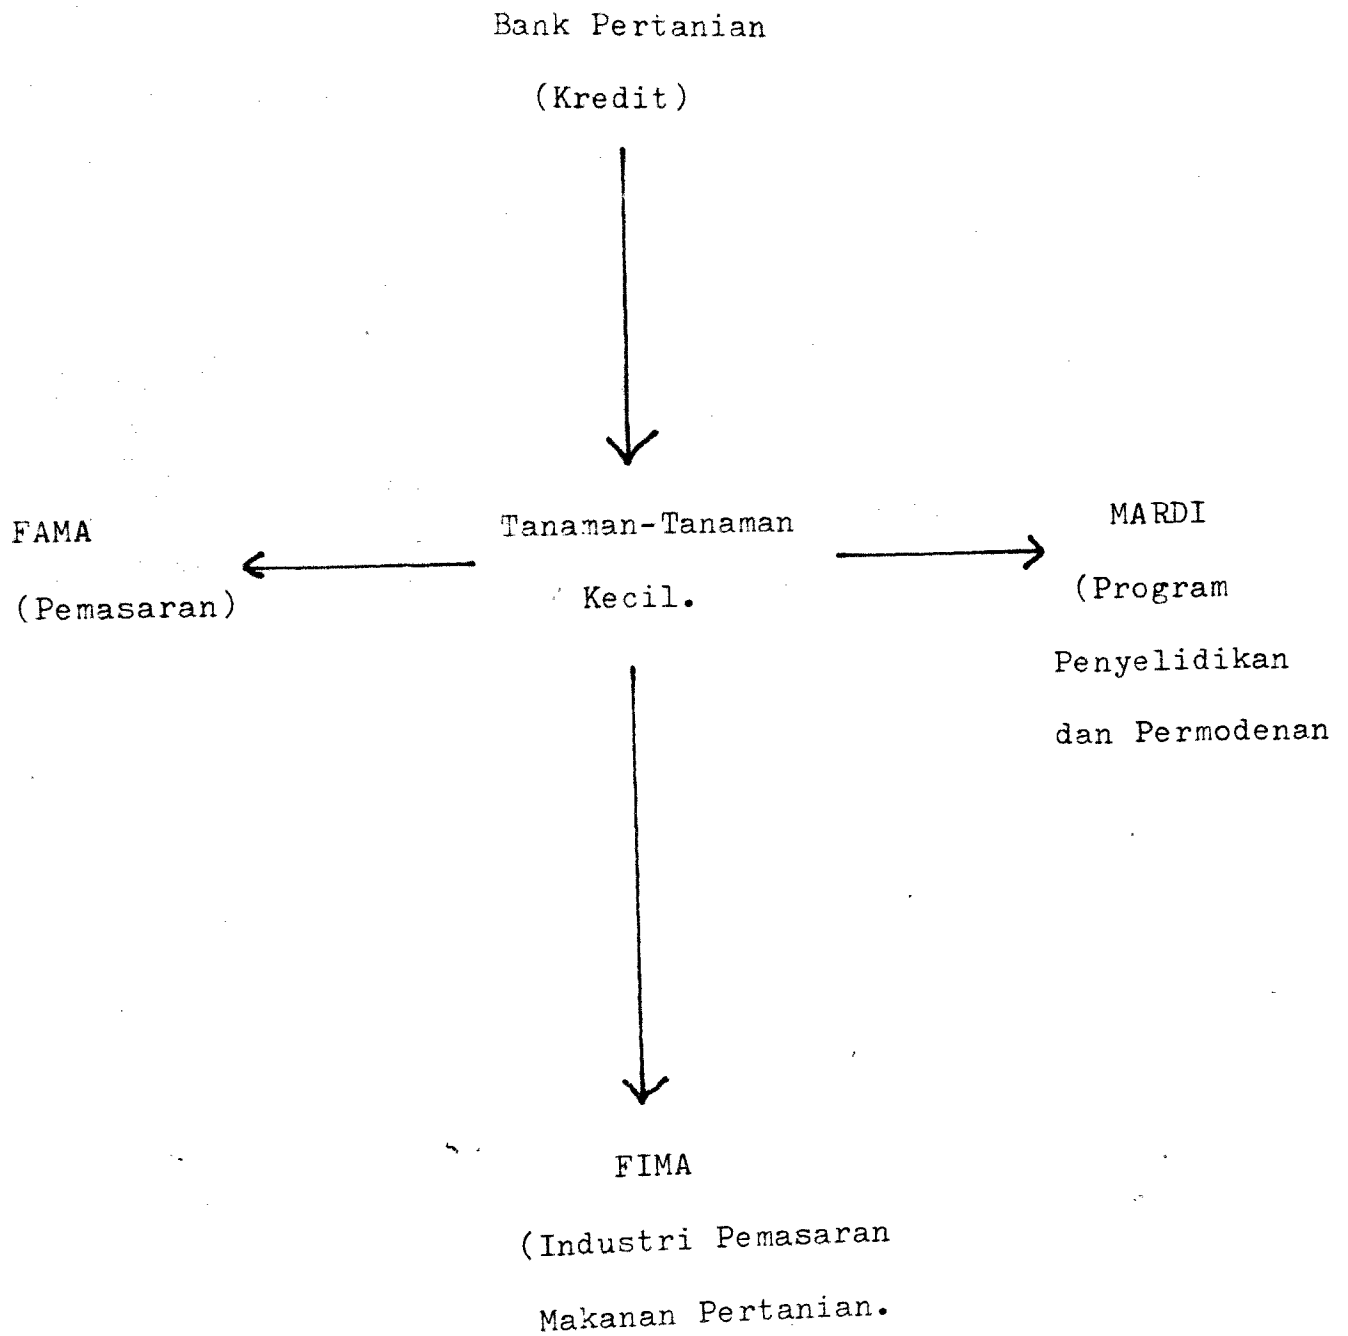 Bank Pertanian
(Kredit)
FAMA
(Pemasaran)
Tanaman-Tanaman
Kecil.
MARDI
(Program
Penyelidikan
dan Permodenan
FIMA
(Industri Pemasaran
Makanan Pertanian.